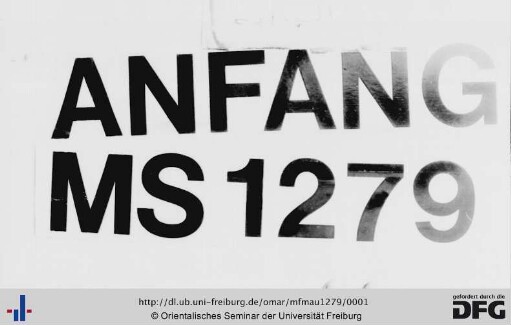 ANFANG
MS 1279
http://dl.ub.uni-freiburg.de/omar/mfmau1279/0001
© Orientalisches Seminar der Universität Freiburg
gefördert durch die
DFG